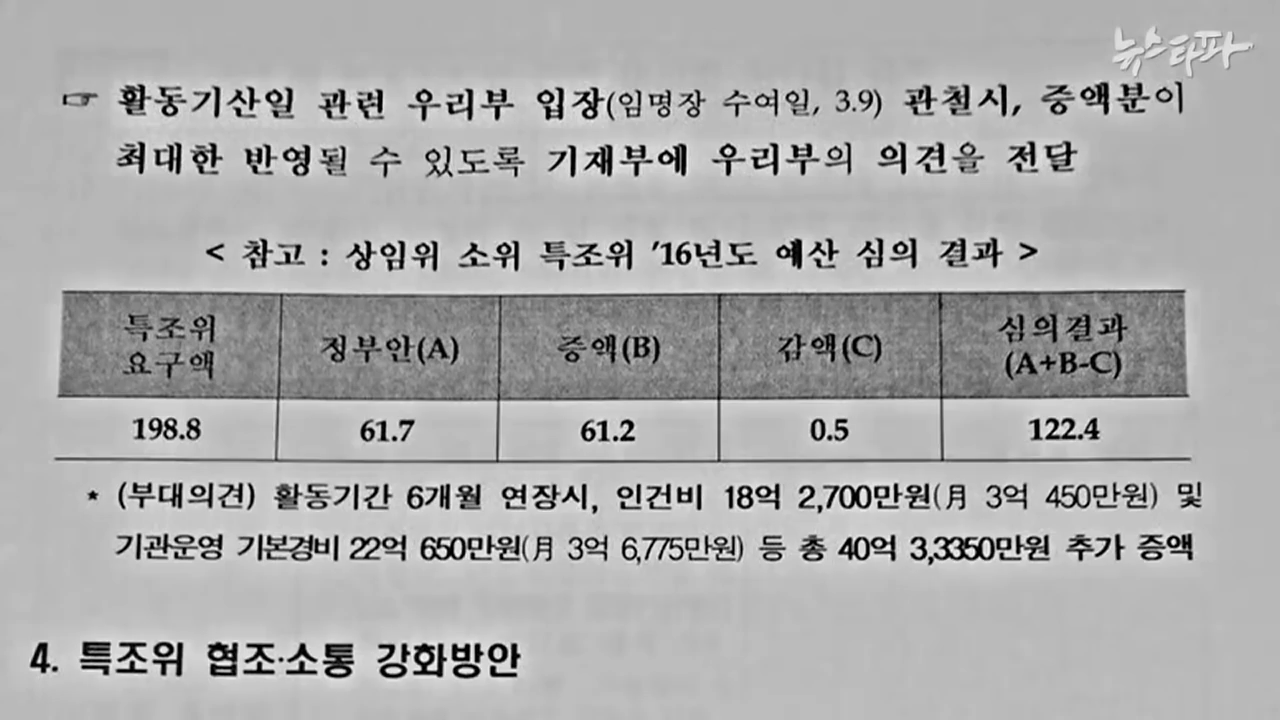 뉴스타파
☞ 활동기산일 관련 우리부 입장(임명장 수여일, 3.9) 관철시, 증액분이
최대한 반영될 수 있도록 기재부에 우리부의 의견을 전달
< 참고 : 상임위 소위 특조위 '16년도 예산 심의 결과 >
특조위 요구액 정부안(A) 증액(B) 감액(C) 심의결과 (A+B-C)
198.8 61.7 61.2 0.5 122.4
* (부대의견) 활동기간 6개월 연장시, 인건비 18억 2,700만원(月 3억 450만원) 및
기관운영 기본경비 22억 650만원(月 3억 6,775만원) 등 총 40억 3,3350만원 추가 증액
4. 특조위 협조·소통 강화방안